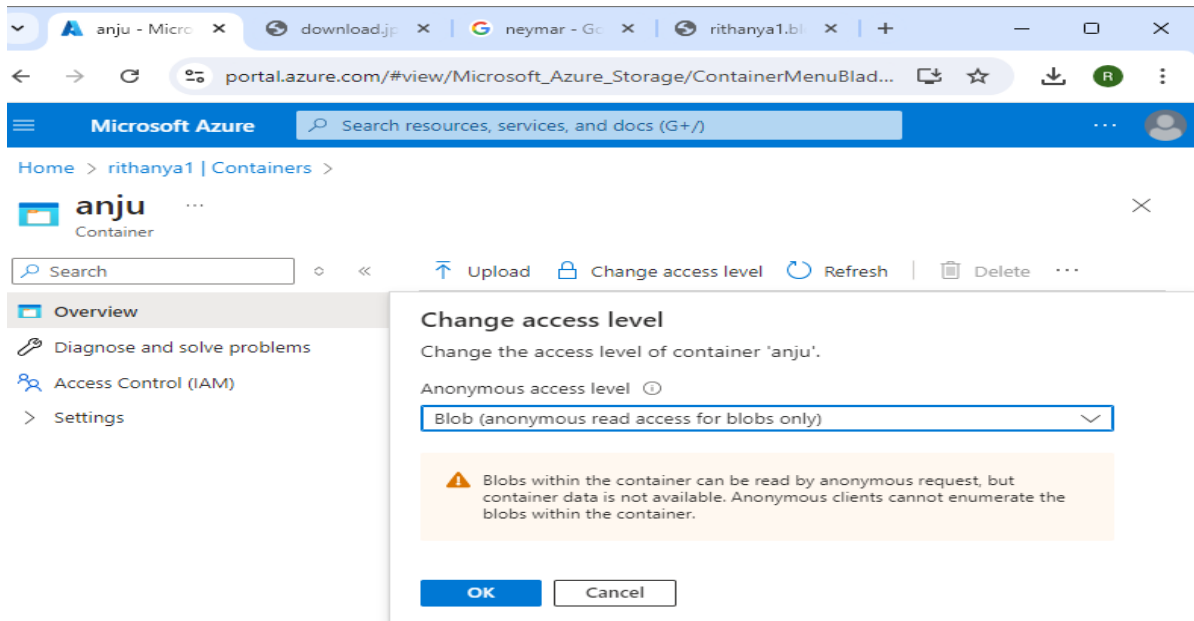 anju - Micro
download.jp
neymar - Go
rithanya1.bl
portal.azure.com/#view/Microsoft_Azure_Storage/ContainerMenuBlad...
R
Microsoft Azure
Search resources, services, and docs (G+/)
Home > rithanya1 | Containers >
anju ...
Container
Search
Upload Change access level Refresh Delete ...
Overview
Diagnose and solve problems
Access Control (IAM)
Settings
Change access level
Change the access level of container 'anju'.
Anonymous access level
Blob (anonymous read access for blobs only)
Blobs within the container can be read by anonymous request, but
container data is not available. Anonymous clients cannot enumerate the
blobs within the container.
OK Cancel